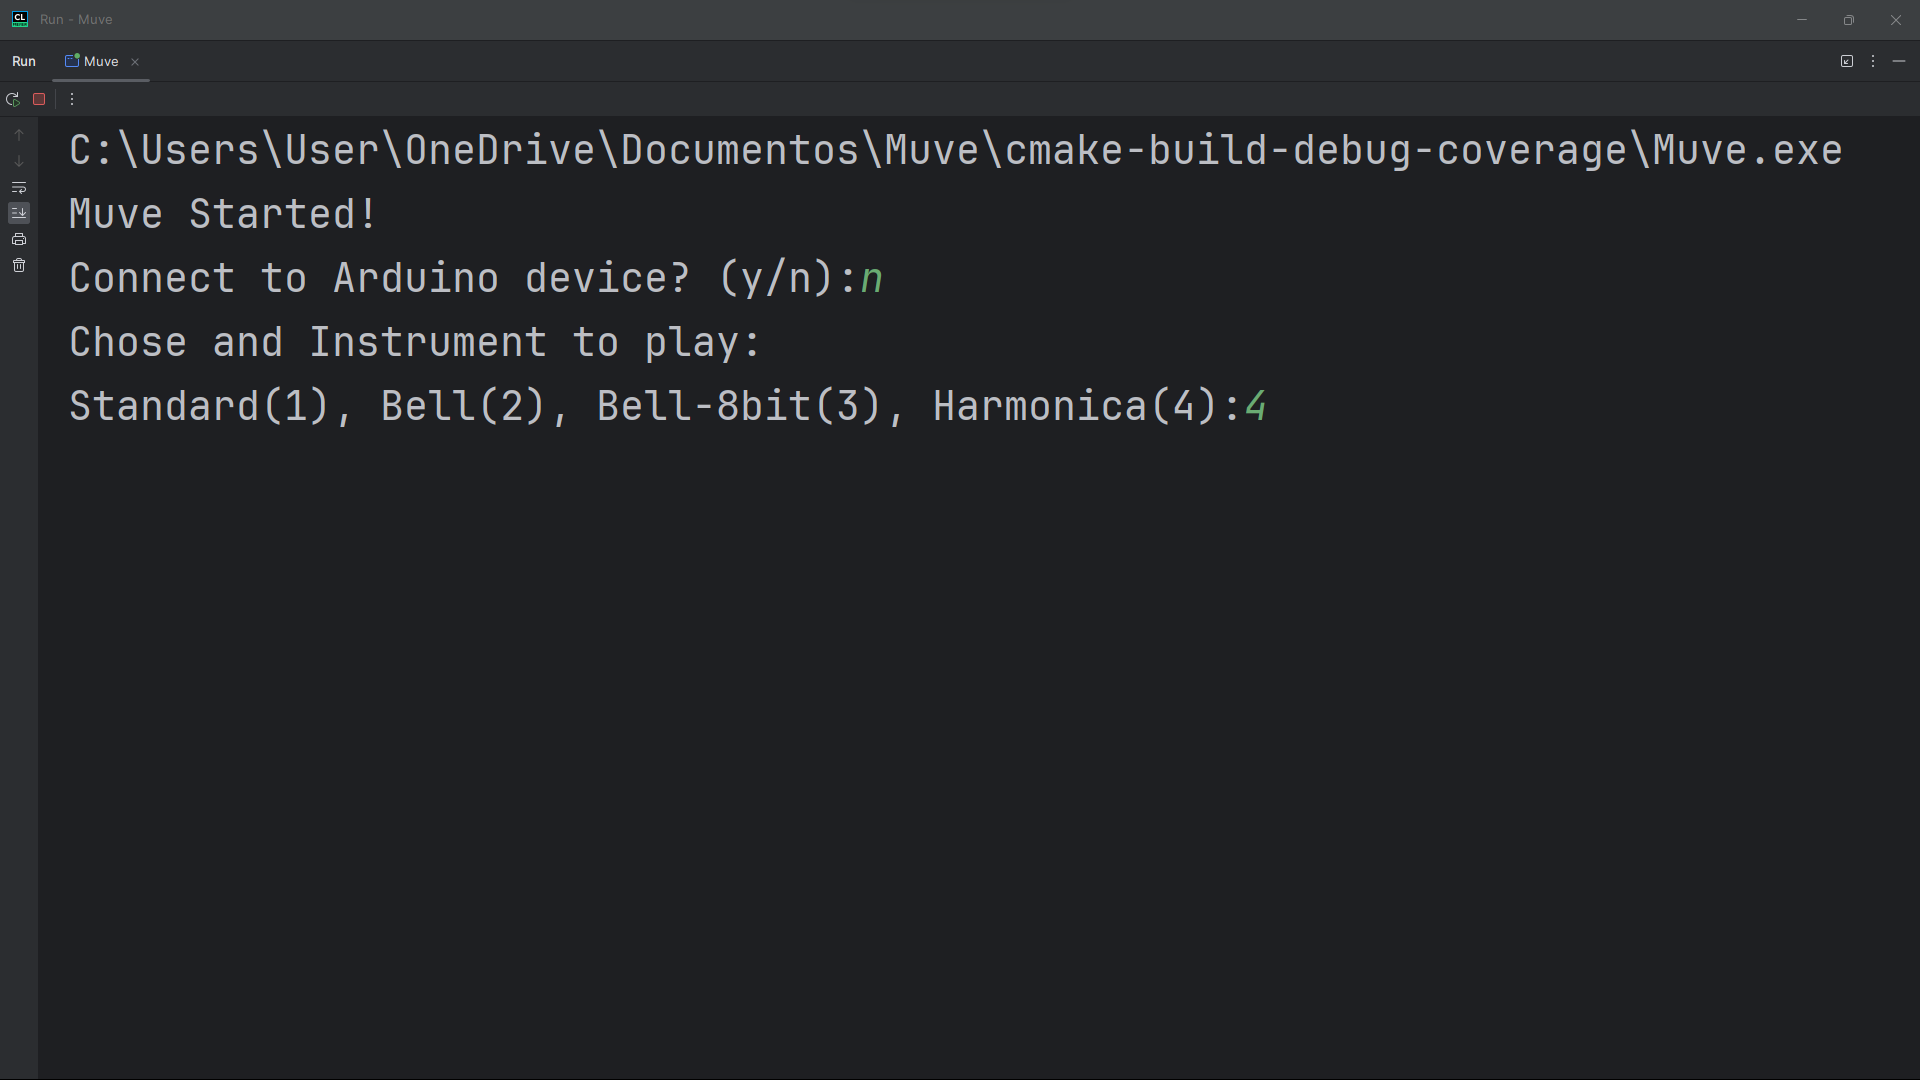 CL
Run - Muve
Run
Muve
C:\Users\User\OneDrive\Documentos\Muve\cmake-build-debug-coverage\Muve.exe
Muve Started!
Connect to Arduino device? (y/n):n
Chose and Instrument to play:
Standard(1), Bell(2), Bell-8bit(3), Harmonica(4):4